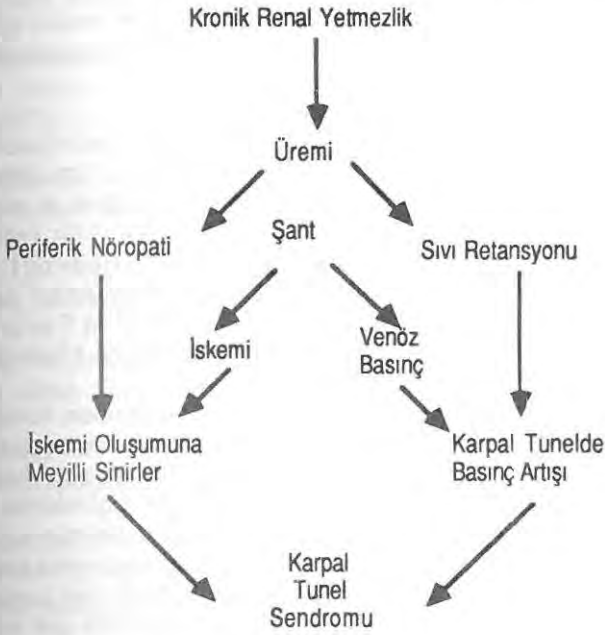 Kronik Renal Yetmezlik
Üremi
Şant
Periferik Nöropati
Sıvı Retansyonu
İskemi
Venöz
Basınç
İskemi Oluşumuna
Meyilli Sinirler
Karpal Tunelde
Basınç Artışı
Karpal
Tunel
Sendromu